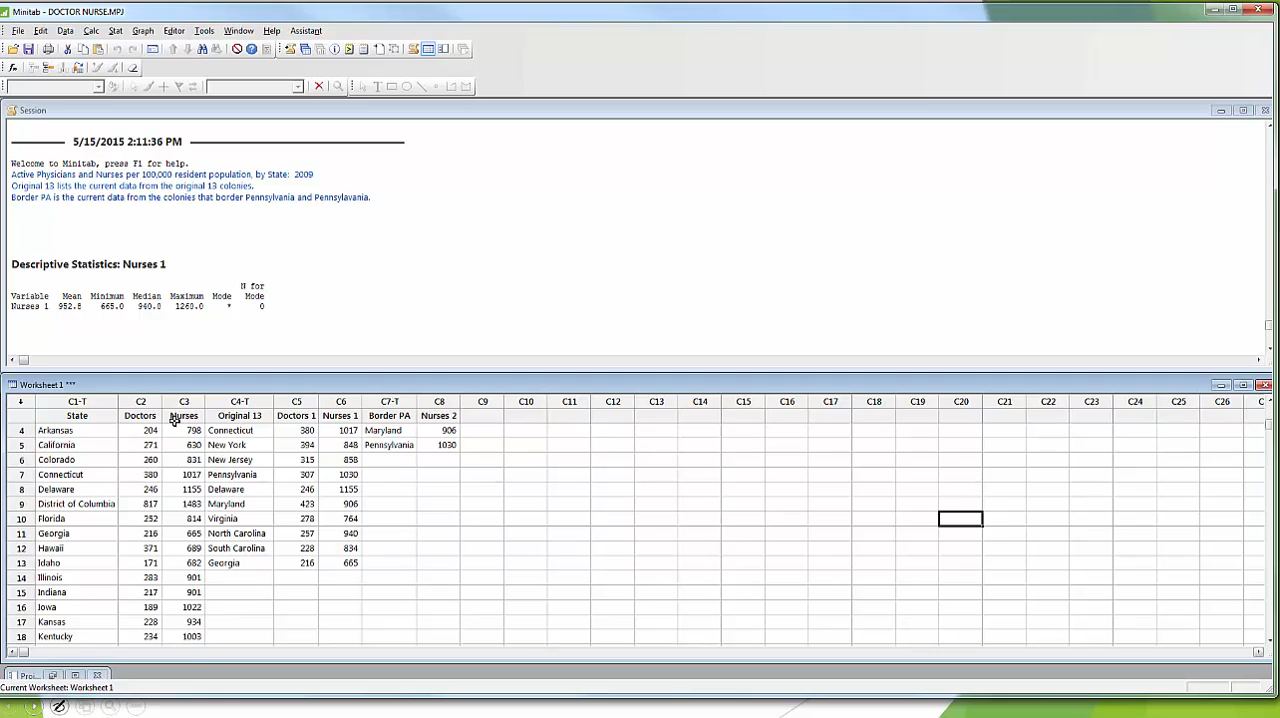 Minitab - DOCTOR NURSE.MPJ
File Edit Data Calc Stat Graph Editor Tools Window Help Assistant
Session
5/15/2015 2:11:36 PM
Welcome to Minitab, press F1 for help.
Active Physicians and Nurses per 100,000 resident population, by State: 2009
Original 13 lists the current data from the original 13 colonies.
Border PA is the current data from the colonies that border Pennsylvania and Pennsylavania.
Descriptive Statistics: Nurses 1
N for
Variable Mean Minimum Median Maximum Mode Mode
Nurses 1 952.8 665.0 940.0 1260.0 * 0
Worksheet 1 ***
C1-T C2 C3 C4-T C5 C6 C7-T C8 C9 C10 C11 C12 C13 C14 C15 C16 C17 C18 C19 C20 C21 C22 C23 C24 C25 C26
State Doctors Nurses Original 13 Doctors 1 Nurses 1 Border PA Nurses 2
4 Arkansas 204 798 Connecticut 380 1017 Maryland 906
5 California 271 630 New York 394 848 Pennsylvania 1030
6 Colorado 260 831 New Jersey 315 858
7 Connecticut 380 1017 Pennsylvania 307 1030
8 Delaware 246 1155 Delaware 246 1155
9 District of Columbia 817 1483 Maryland 423 906
10 Florida 252 814 Virginia 278 764
11 Georgia 216 665 North Carolina 257 940
12 Hawaii 371 689 South Carolina 228 834
13 Idaho 171 682 Georgia 216 665
14 Illinois 283 901
15 Indiana 217 901
16 Iowa 189 1022
17 Kansas 228 934
18 Kentucky 234 1003
Proj...
Current Worksheet: Worksheet 1